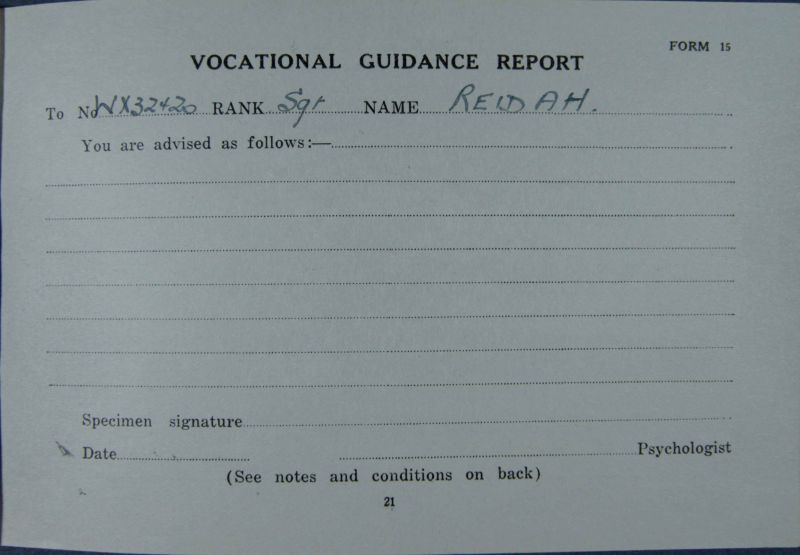 FORM 15
VOCATIONAL GUIDANCE REPORT
To No WX32420 RANK Sgt NAME REID AH.
You are advised as follows:—
Specimen signature
Date Psychologist
(See notes and conditions on back)
21